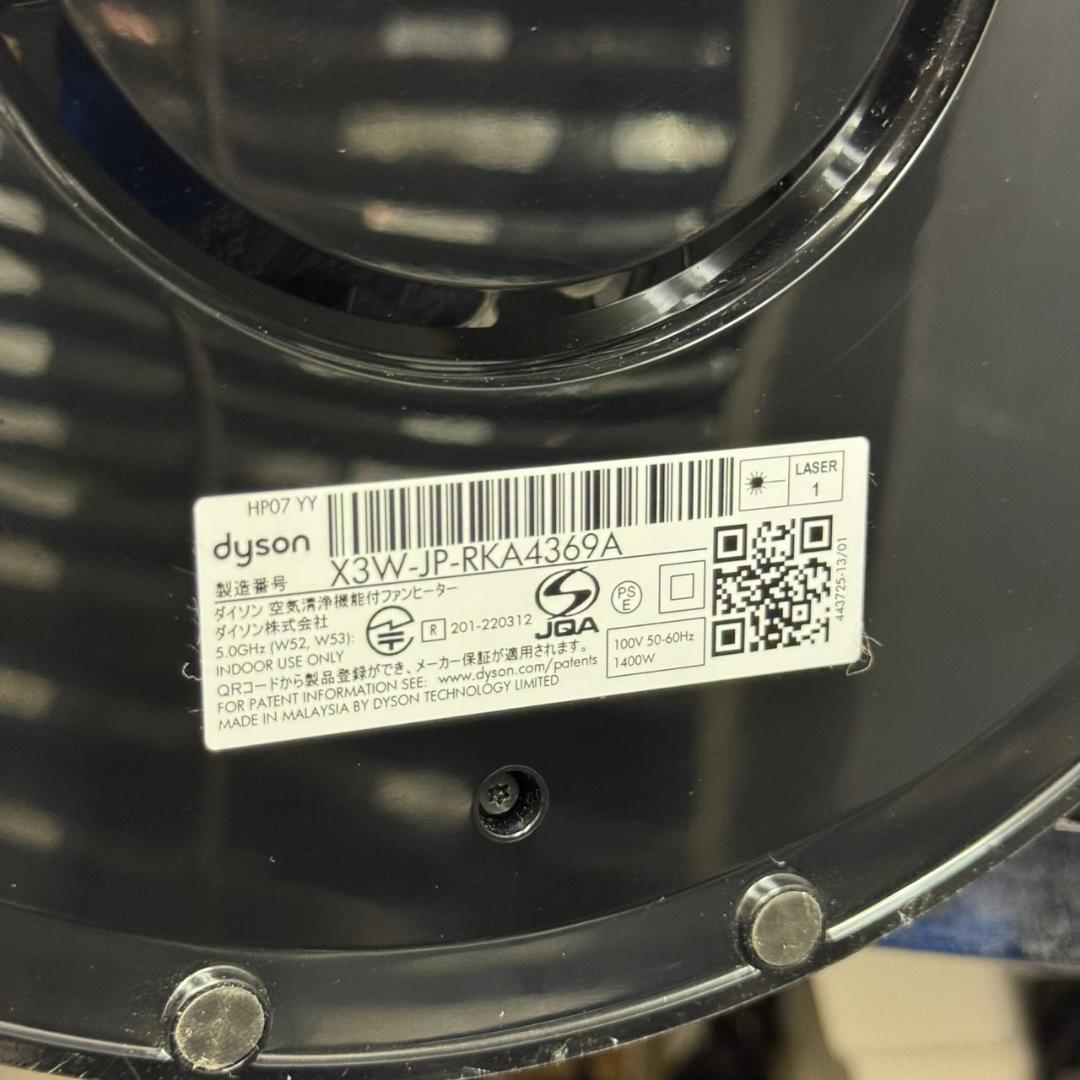 HP07 YY
dyson
X3W-JP-RKA4369A
LASER
1
製造番号
ダイソン 空気清浄機能付ファンヒーター
ダイソン株式会社
5.0GHz (W52, W53):
INDOOR USE ONLY
R 201-220312
JQA
PS
E
100V 50-60Hz
1400W
443725-13/01
QRコードから製品登録ができ、メーカー保証が適用されます。
FOR PATENT INFORMATION SEE: www.dyson.com/patents
MADE IN MALAYSIA BY DYSON TECHNOLOGY LIMITED